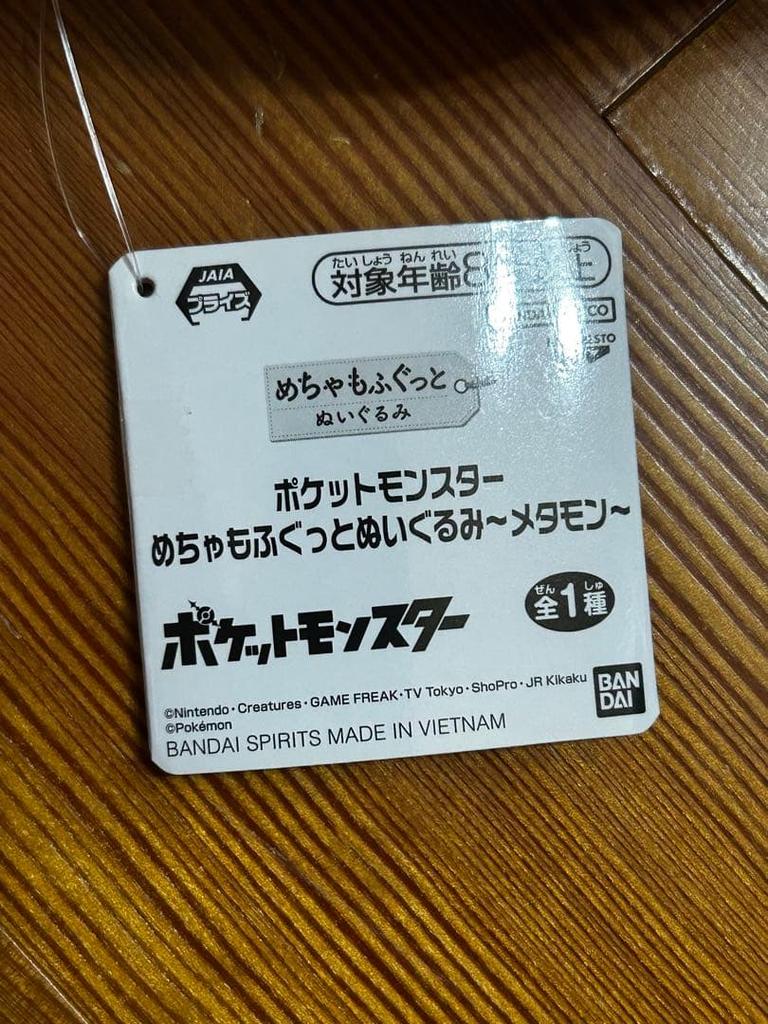 JAIA
プライズ
たいしょう ねん れい
対象年齢8
めちゃもふぐっと
ぬいぐるみ
ポケットモンスター
めちゃもふぐっとぬいぐるみ～メタモン～
ポケットモンスター
ぜん しゅ
全1種
©Nintendo・Creatures・GAME FREAK・TV Tokyo・ShoPro・JR Kikaku
©Pokémon
BANDAI SPIRITS MADE IN VIETNAM
BAN
DAI